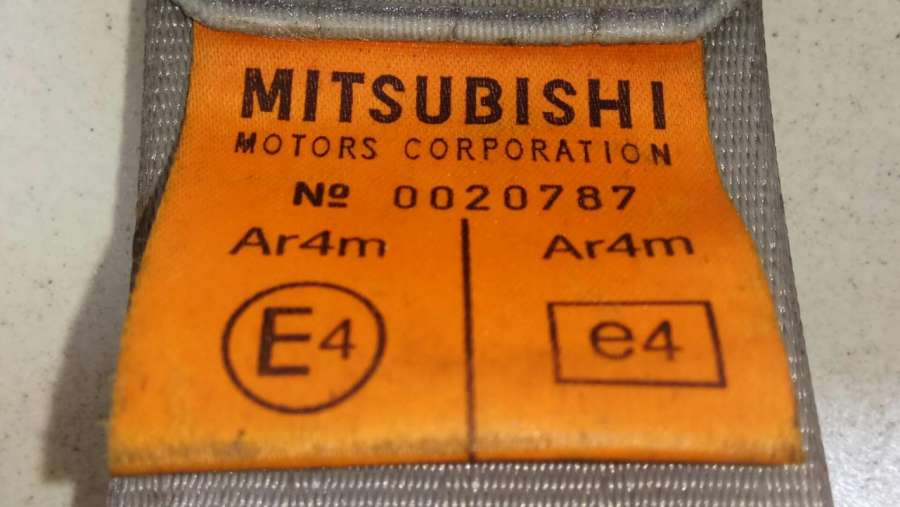 MITSUBISHI
MOTORS CORPORATION
Nº 0020787
Ar4m Ar4m
E4 e4